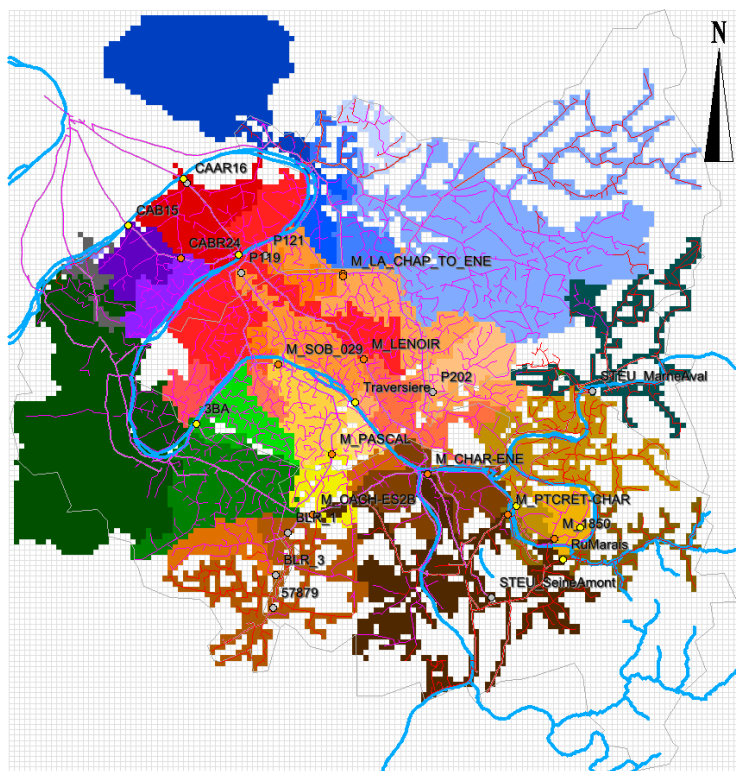 N
CAAR16
CAB15
P121
CABR24
P119
M_LA_CHAP_TO_ENE
M_SOB_029
M_LENOIR
P202
STEU_MarneAval
Traversiere
3BA
M_PASCAL
M_CHAR-ENE
M_CACH-ES2B
M_PTCRET-CHAR
BLR_1
M_1850
RuMarais
BLR_3
STEU_SeineAmont
57879